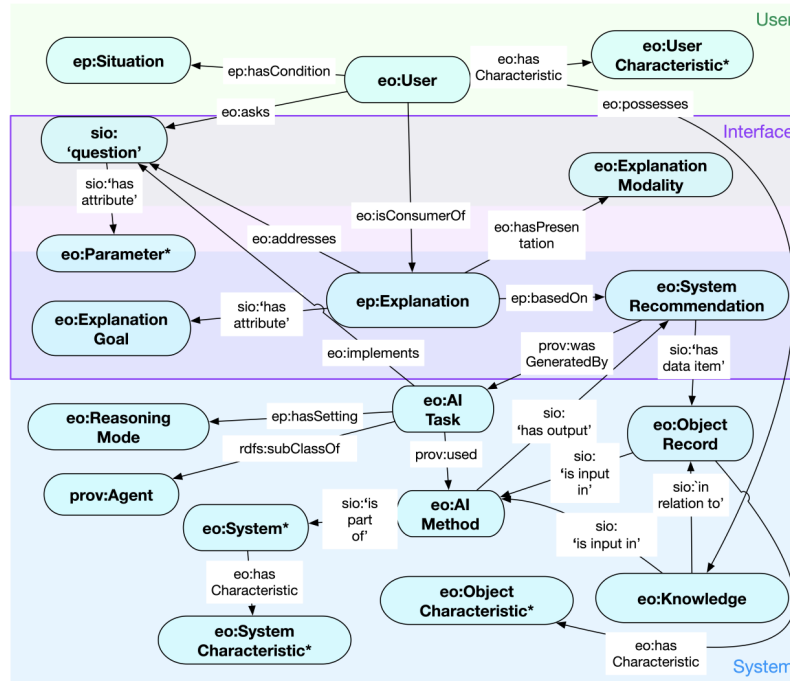 User
ep:Situation
ep:hasCondition
eo:User
eo:has
Characteristic
eo:User
Characteristic*
eo:asks
eo:possesses
Interface
sio:
‘question’
sio:‘has
attribute’
eo:Explanation
Modality
eo:isConsumerOf
eo:hasPresen
tation
eo:addresses
eo:Parameter*
ep:Explanation
ep:basedOn
eo:System
Recommendation
eo:Explanation
Goal
sio:‘has
attribute’
eo:implements
prov:was
GeneratedBy
sio:‘has
data item’
eo:AI
Task
eo:Reasoning
Mode
ep:hasSetting
rdfs:subClassOf
sio:
‘has output’
eo:Object
Record
prov:used
sio:
‘is input
in’
prov:Agent
sio:`in
relation to’
eo:System*
sio:‘is
part
of’
eo:AI
Method
sio:
‘is input in’
eo:has
Characteristic
eo:Object
Characteristic*
eo:Knowledge
eo:System
Characteristic*
eo:has
Characteristic
System